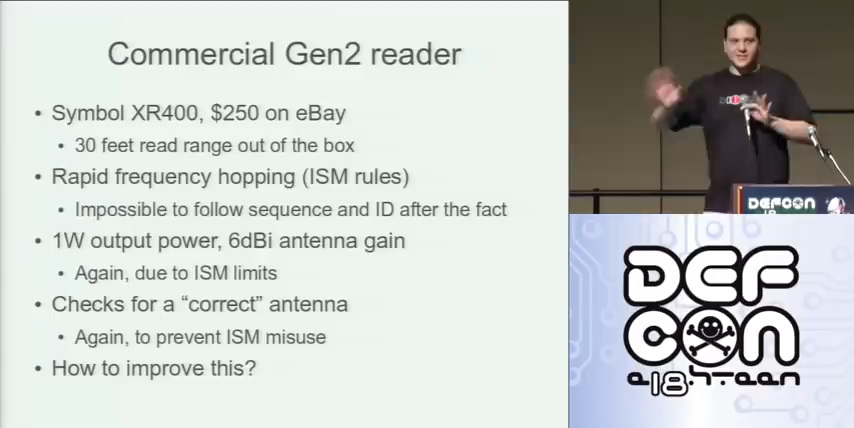 Commercial Gen2 reader
• Symbol XR400, $250 on eBay
• 30 feet read range out of the box
• Rapid frequency hopping (ISM rules)
• Impossible to follow sequence and ID after the fact
• 1W output power, 6dBi antenna gain
• Again, due to ISM limits
• Checks for a “correct” antenna
• Again, to prevent ISM misuse
• How to improve this?
DEFCON
18
DEF
CON
e18hteen